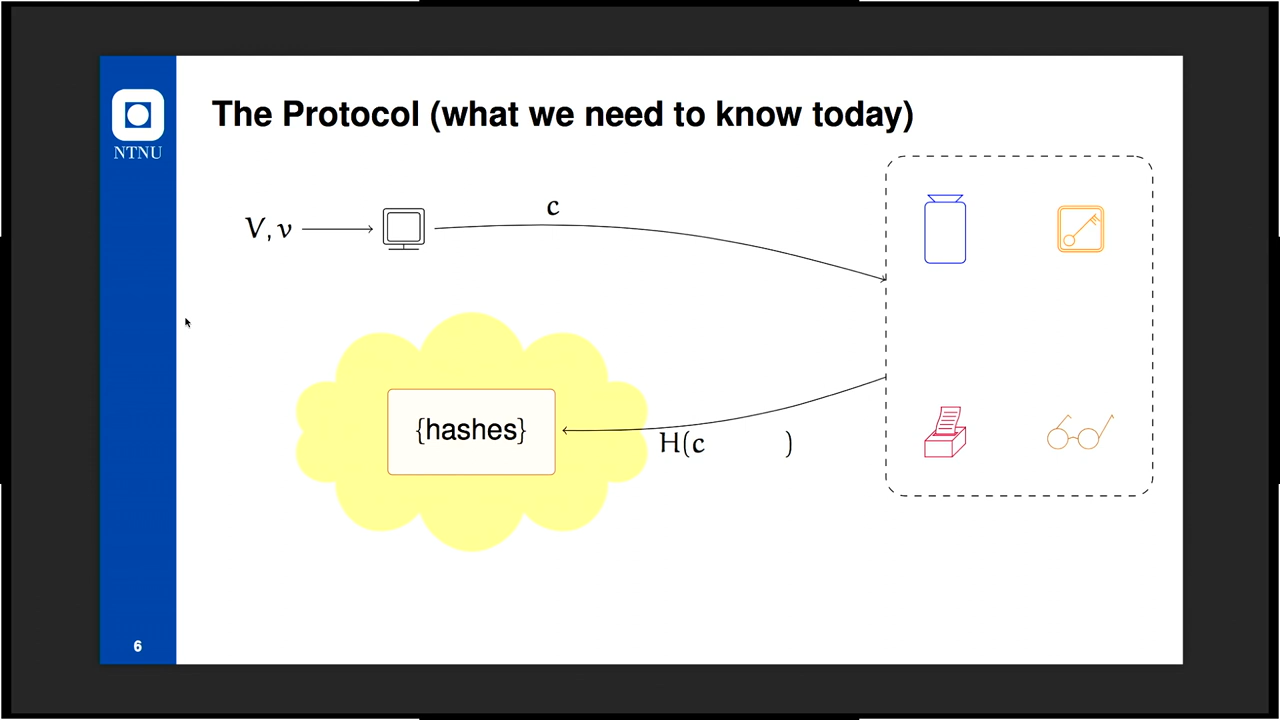 The Protocol (what we need to know today)
NTNU
V, v
c
{hashes}
H(c )
6